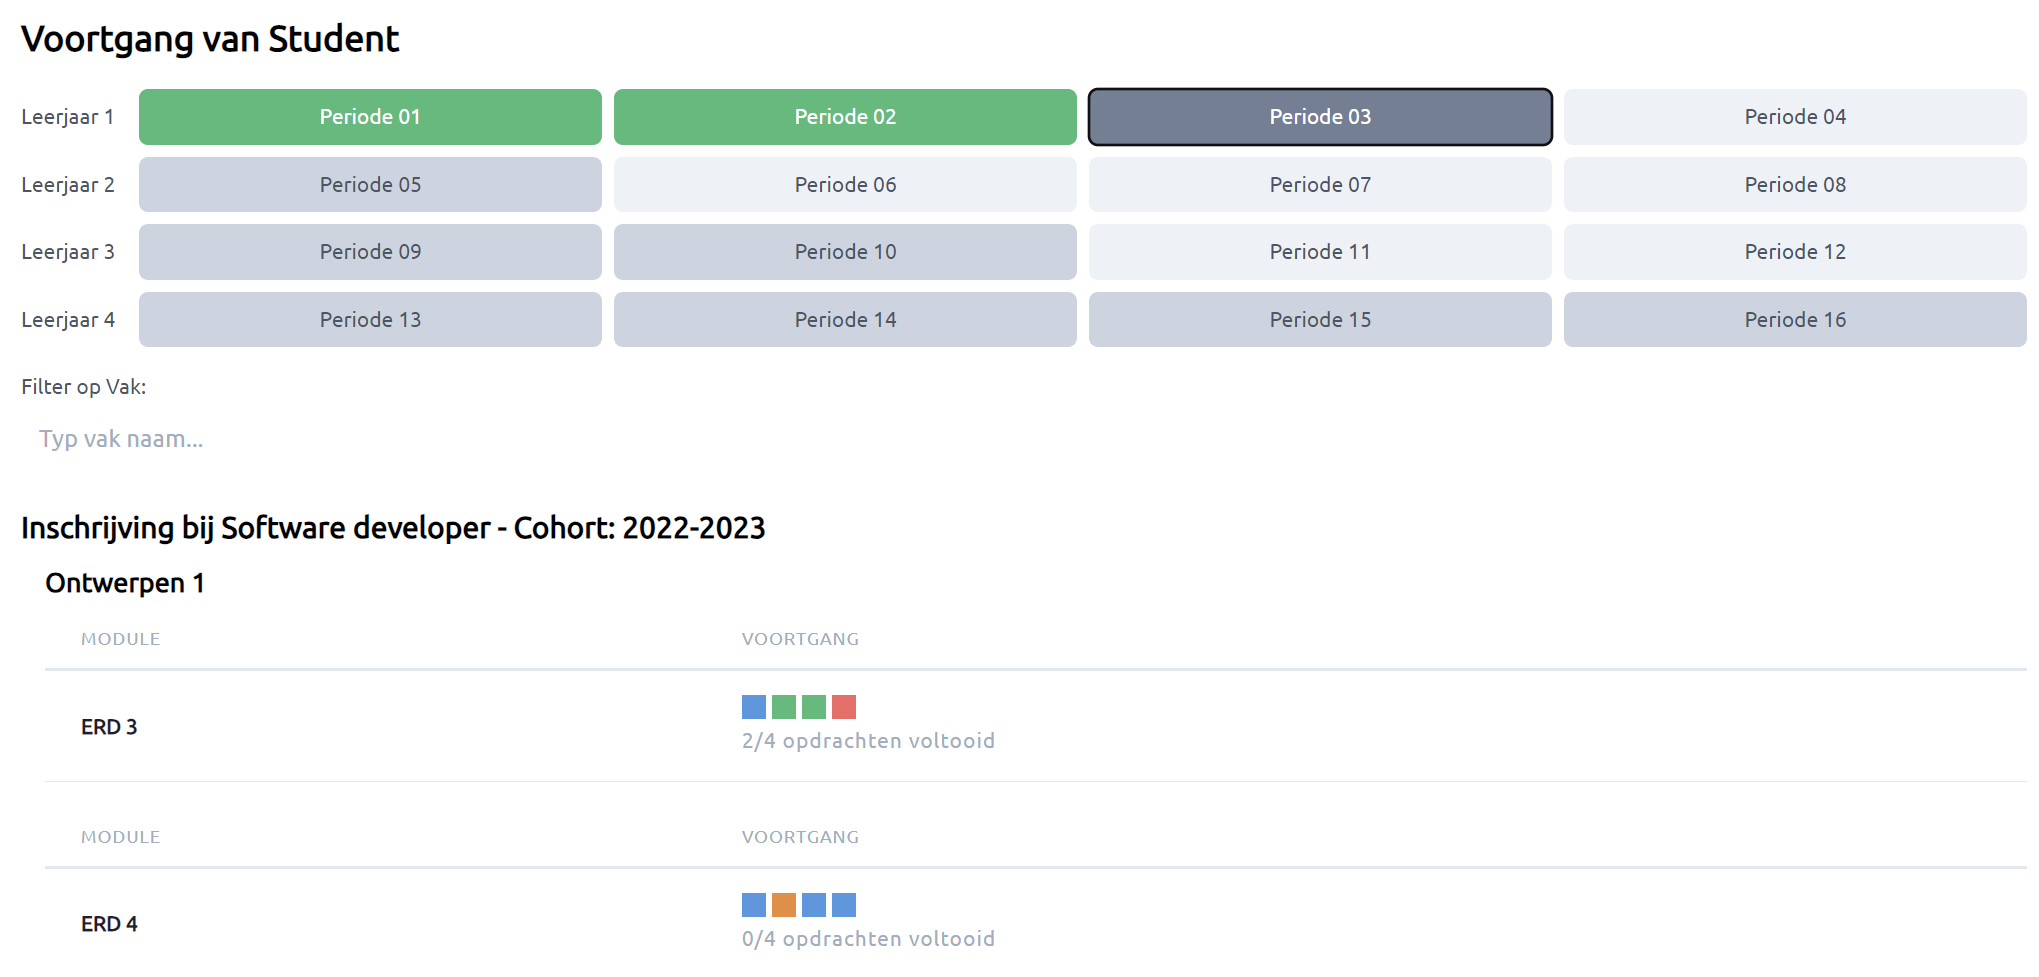 Voortgang van Student
Leerjaar 1 Periode 01 Periode 02 Periode 03 Periode 04
Leerjaar 2 Periode 05 Periode 06 Periode 07 Periode 08
Leerjaar 3 Periode 09 Periode 10 Periode 11 Periode 12
Leerjaar 4 Periode 13 Periode 14 Periode 15 Periode 16
Filter op Vak:
Typ vak naam...
Inschrijving bij Software developer - Cohort: 2022-2023
Ontwerpen 1
MODULE VOORTGANG
ERD 3
2/4 opdrachten voltooid
MODULE VOORTGANG
ERD 4
0/4 opdrachten voltooid